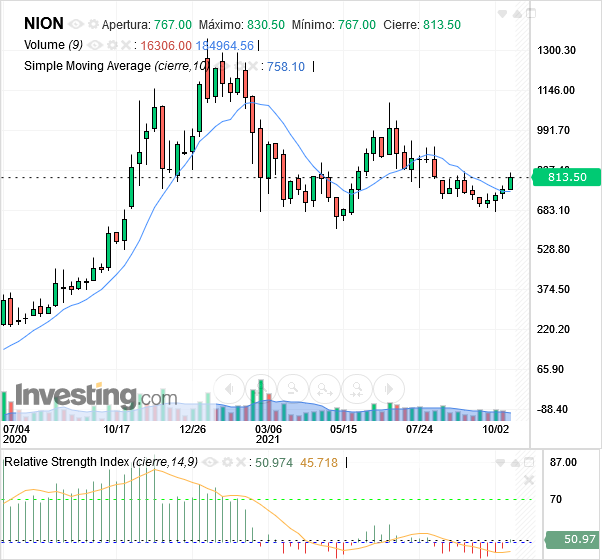 NION Apertura: 767.00 Máximo: 830.50 Mínimo: 767.00 Cierre: 813.50
Volume (9) : 16306.00 184964.56
Simple Moving Average (cierre,10) : 758.10
1300.30
1146.00
991.70
813.50
683.10
528.80
374.50
220.20
65.90
-88.40
Investing.com
07/04 10/17 12/26 03/06 05/15 07/24 10/02
2020 2021
Relative Strength Index (cierre,14,9) : 50.974 45.718
87.00
70
50.97